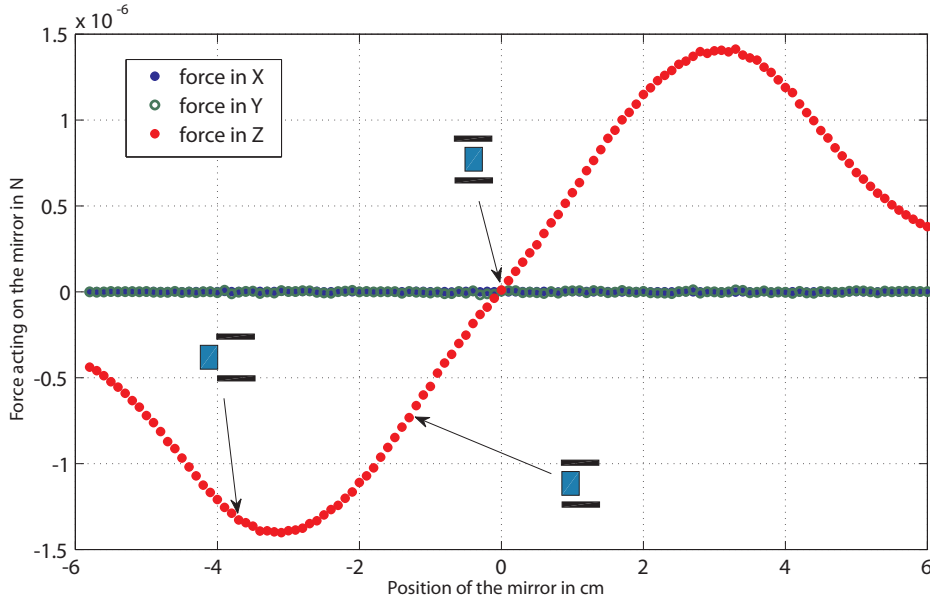 x 10 -6
1.5
1
0.5
0
-0.5
-1
-1.5
Force acting on the mirror in N
force in X
force in Y
force in Z
-6 -4 -2 0 2 4 6
Position of the mirror in cm